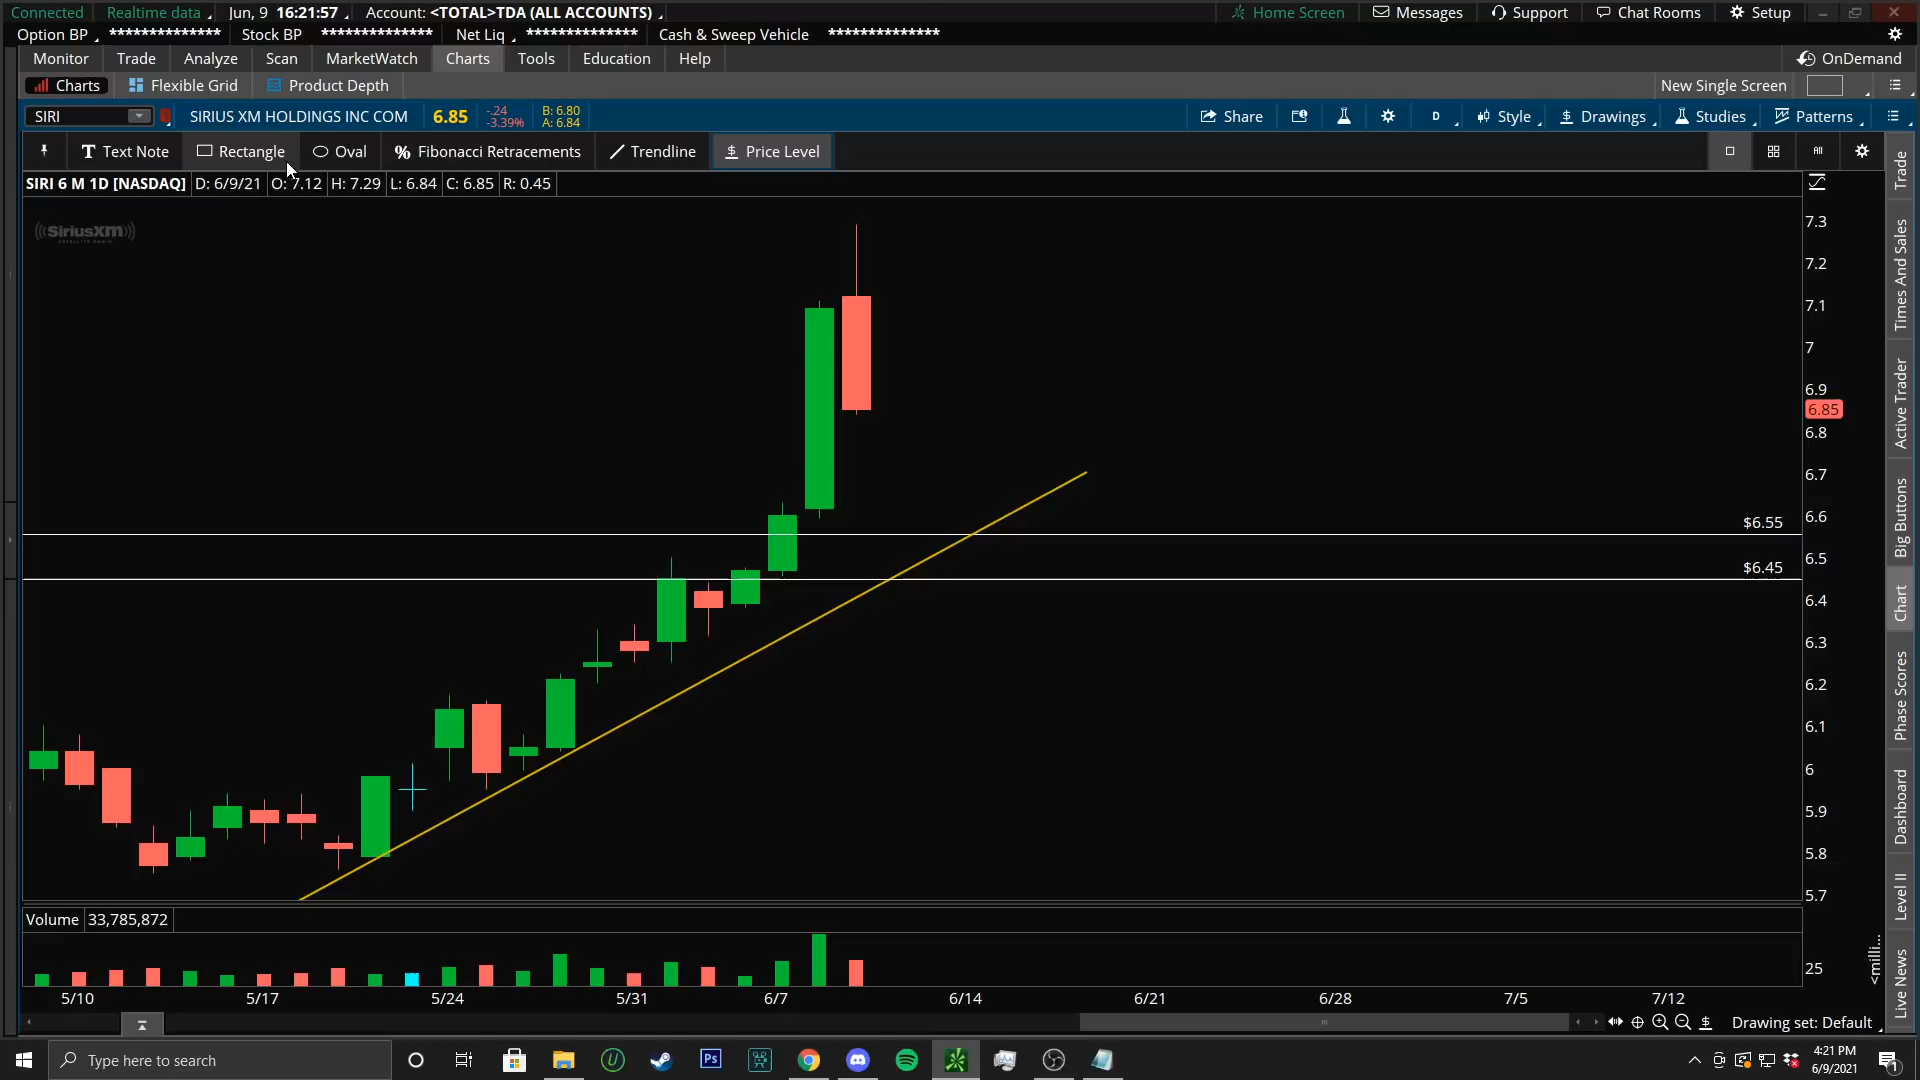 Connected Realtime data Jun, 9 16:21:57 Account: <TOTAL>TDA (ALL ACCOUNTS) Home Screen Messages Support Chat Rooms Setup
Option BP ************** Stock BP ************** Net Liq ************** Cash & Sweep Vehicle **************
Monitor Trade Analyze Scan MarketWatch Charts Tools Education Help OnDemand
Charts Flexible Grid Product Depth New Single Screen
SIRI SIRIUS XM HOLDINGS INC COM 6.85 -.24 B: 6.80 Share D Style Drawings Studies Patterns
-3.39% A: 6.84
Text Note Rectangle Oval Fibonacci Retracements Trendline $ Price Level All
SIRI 6 M 1D [NASDAQ] D: 6/9/21 O: 7.12 H: 7.29 L: 6.84 C: 6.85 R: 0.45
SiriusXM
SATELLITE RADIO
7.3
7.2
7.1
7
6.9
6.85
6.8
6.7
6.6
$6.55
6.5
$6.45
6.4
6.3
6.2
6.1
6
5.9
5.8
5.7
Trade
Times And Sales
Active Trader
Big Buttons
Chart
Phase Scores
Dashboard
Level II
Live News
Volume 33,785,872
25
<milli...
5/10 5/17 5/24 5/31 6/7 6/14 6/21 6/28 7/5 7/12
Drawing set: Default
Type here to search
Ps
4:21 PM
6/9/2021
1